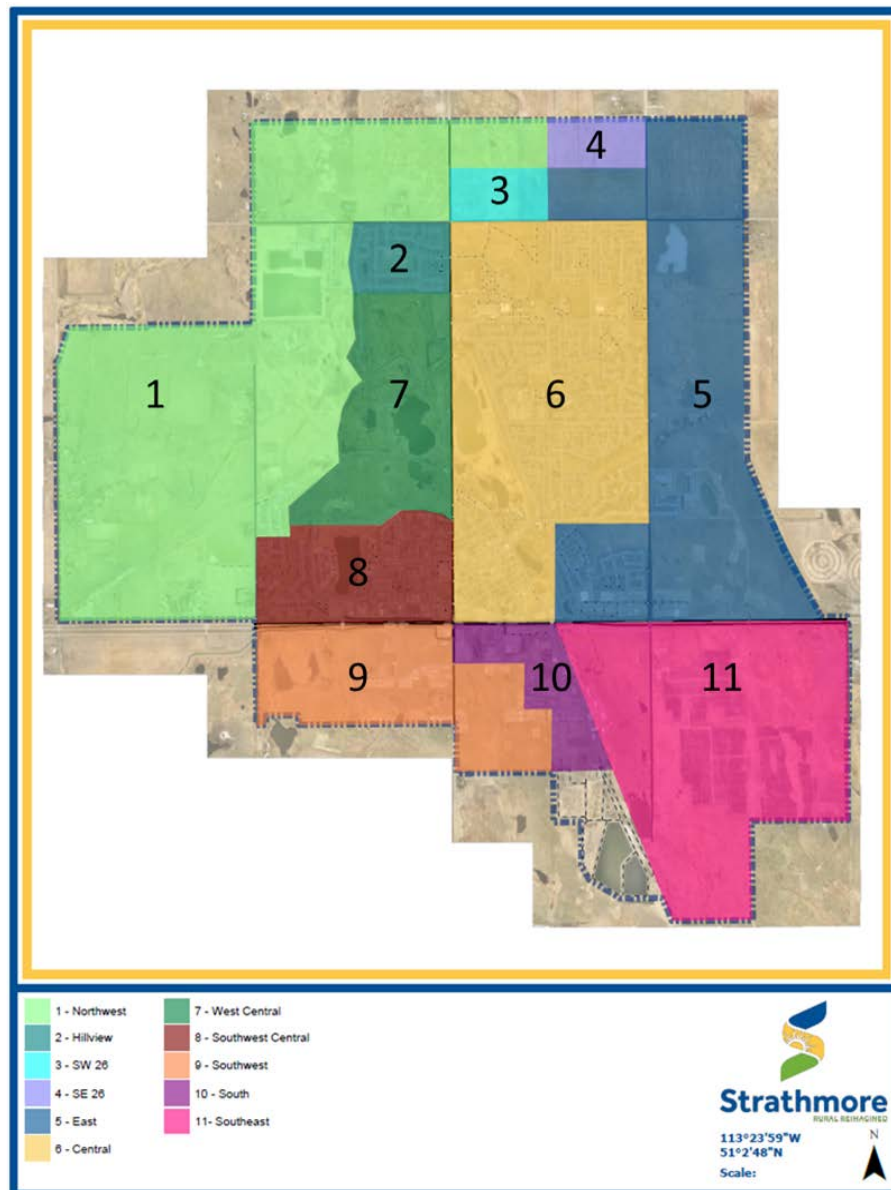 4
3
2
1
7
6
5
8
9
10
11
1 - Northwest
2 - Hillview
3 - SW 26
4 - SE 26
5 - East
6 - Central
7 - West Central
8 - Southwest Central
9 - Southwest
10 - South
11- Southeast
Strathmore
RURAL REIMAGINED
113°23'59"W
51°2'48"N
Scale:
N